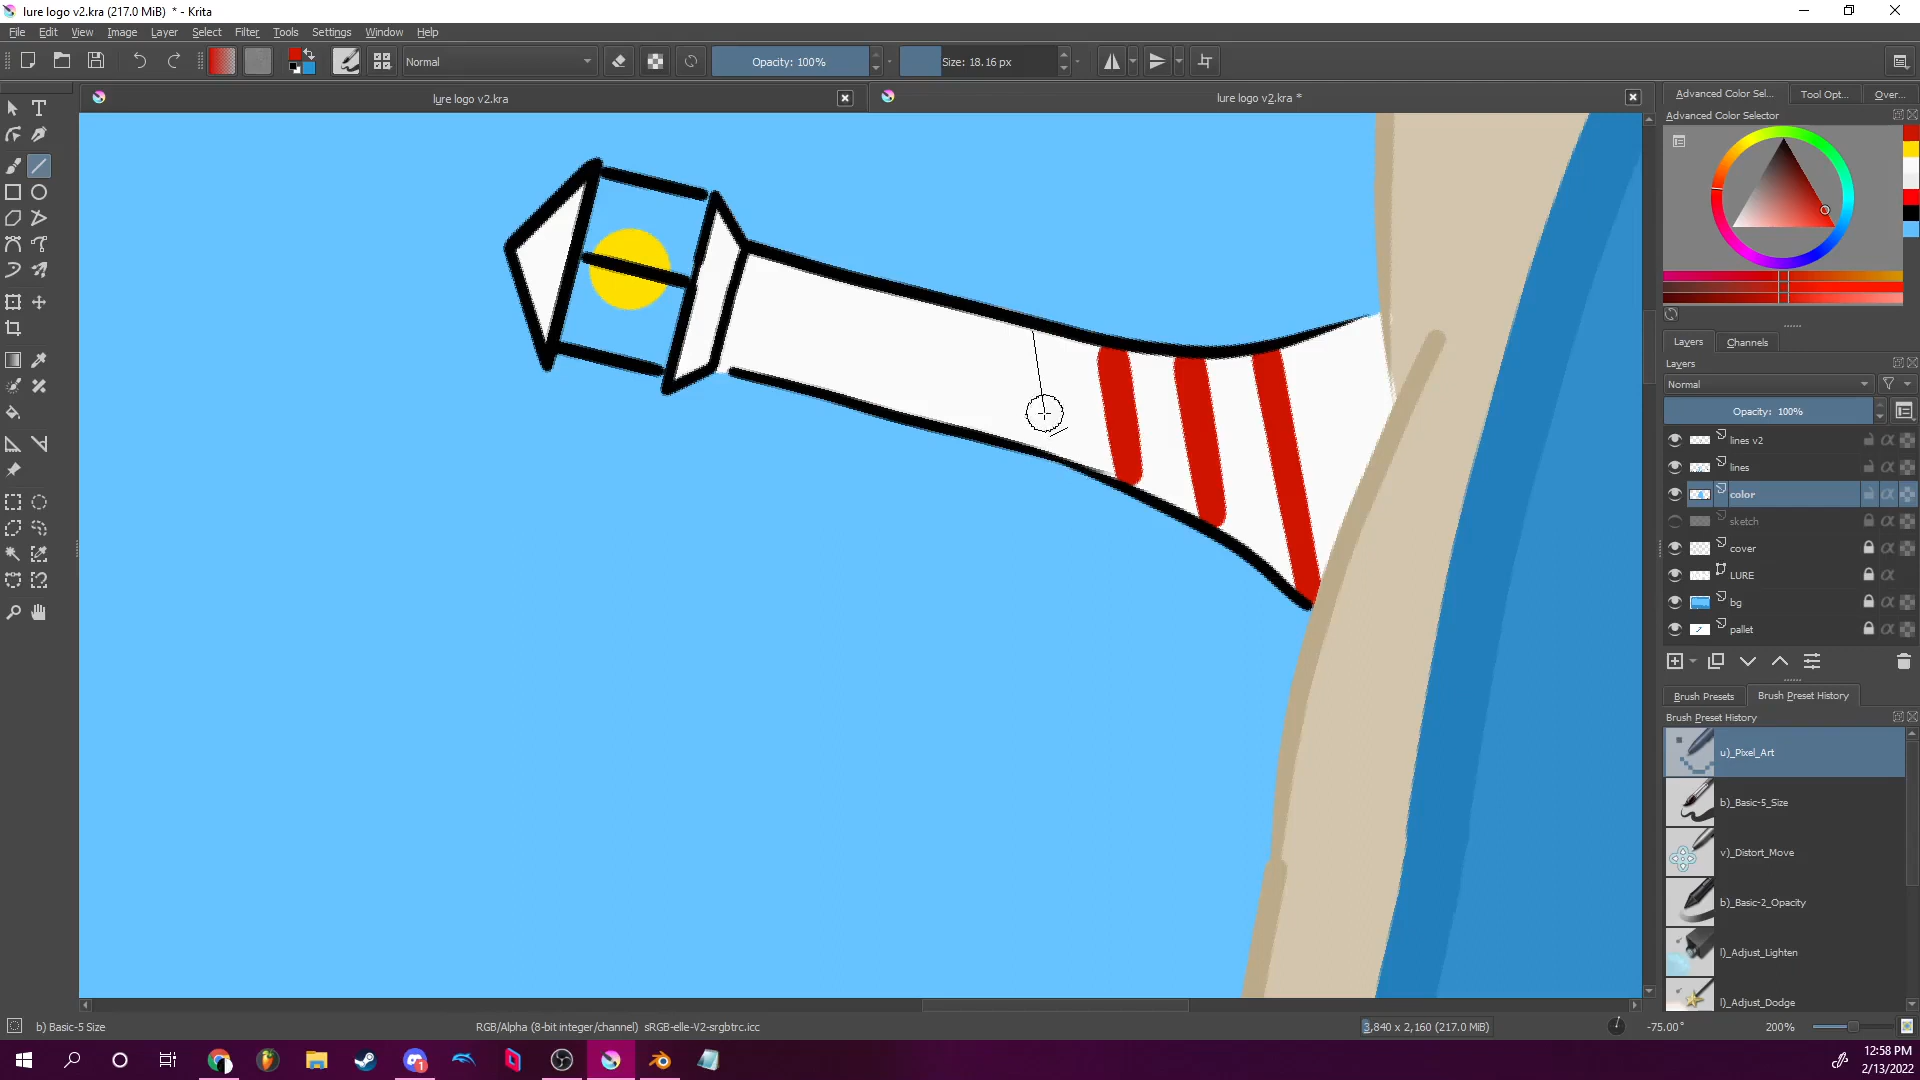 lure logo v2.kra (217.0 MiB)  * - Krita
File Edit View Image Layer Select Filter Tools Settings Window Help
Normal
Opacity: 100%
Size: 18.16 px
lure logo v2.kra
lure logo v2.kra *
Advanced Color Sel...
Tool Opt...
Over...
Advanced Color Selector
Layers
Channels
Layers
Normal
Opacity:  100%
lines v2
lines
color
sketch
cover
LURE
bg
pallet
Brush Presets
Brush Preset History
Brush Preset History
u)_Pixel_Art
b)_Basic-5_Size
v)_Distort_Move
b)_Basic-2_Opacity
l)_Adjust_Lighten
l)_Adjust_Dodge
b) Basic-5 Size
RGB/Alpha (8-bit integer/channel)  sRGB-elle-V2-srgbtrc.icc
3,840 x 2,160 (217.0 MiB)
-75.00°
200%
1
12:58 PM
2/13/2022